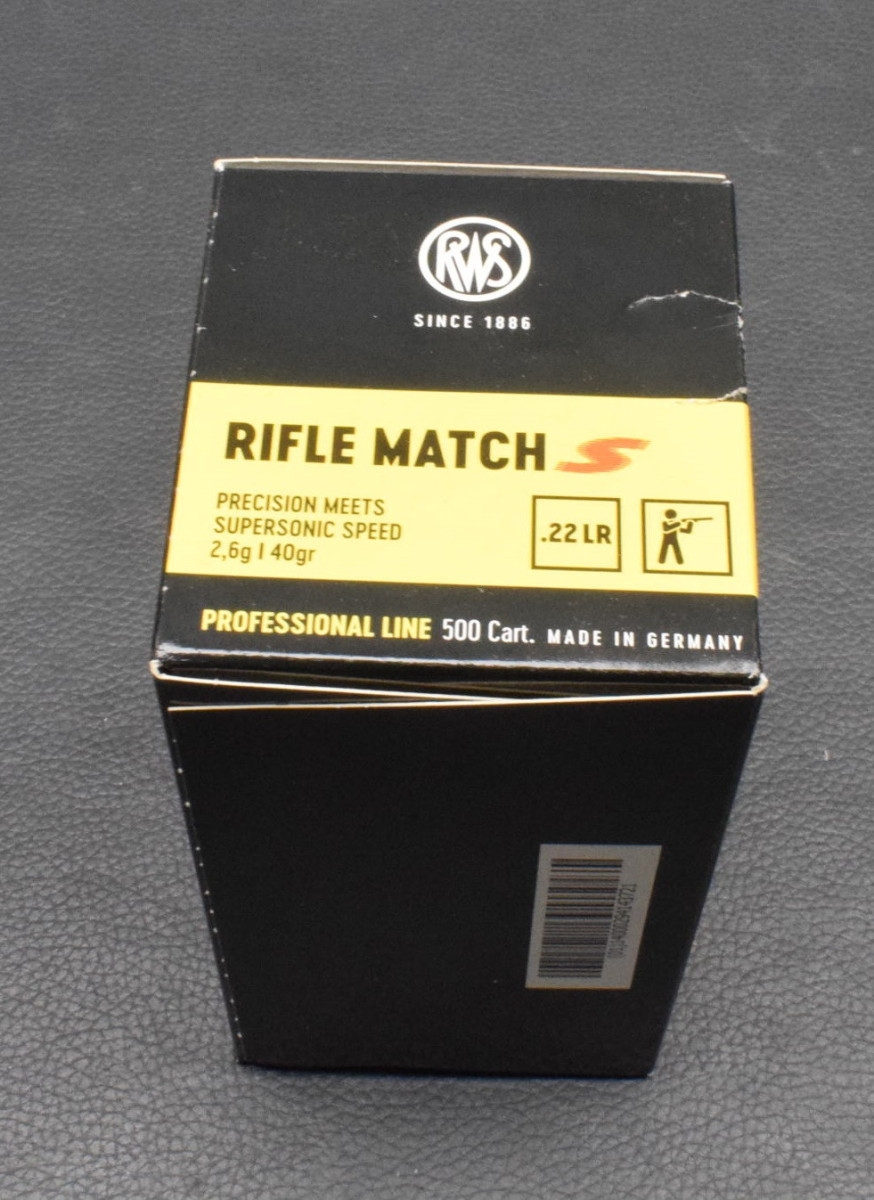 RWS
SINCE 1886
RIFLE MATCH S
PRECISION MEETS
SUPERSONIC SPEED
2,6g | 40gr
.22 LR
PROFESSIONAL LINE 500 Cart. MADE IN GERMANY